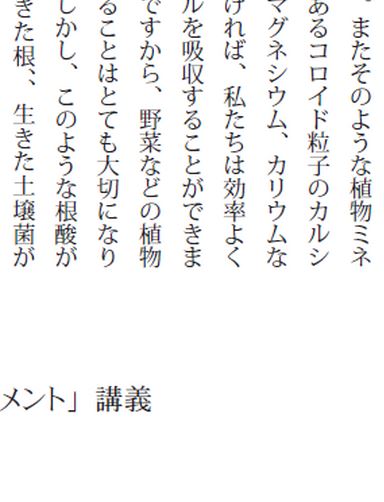 。またそのような植物ミネ
あるコロイド粒子のカルシ
マグネシウム、カリウムな
ければ、私たちは効率よく
ルを吸収することができま
ですから、野菜などの植物
ることはとても大切になり
しかし、このような根酸が
きた根、、生きた土壌菌が
メント」講義